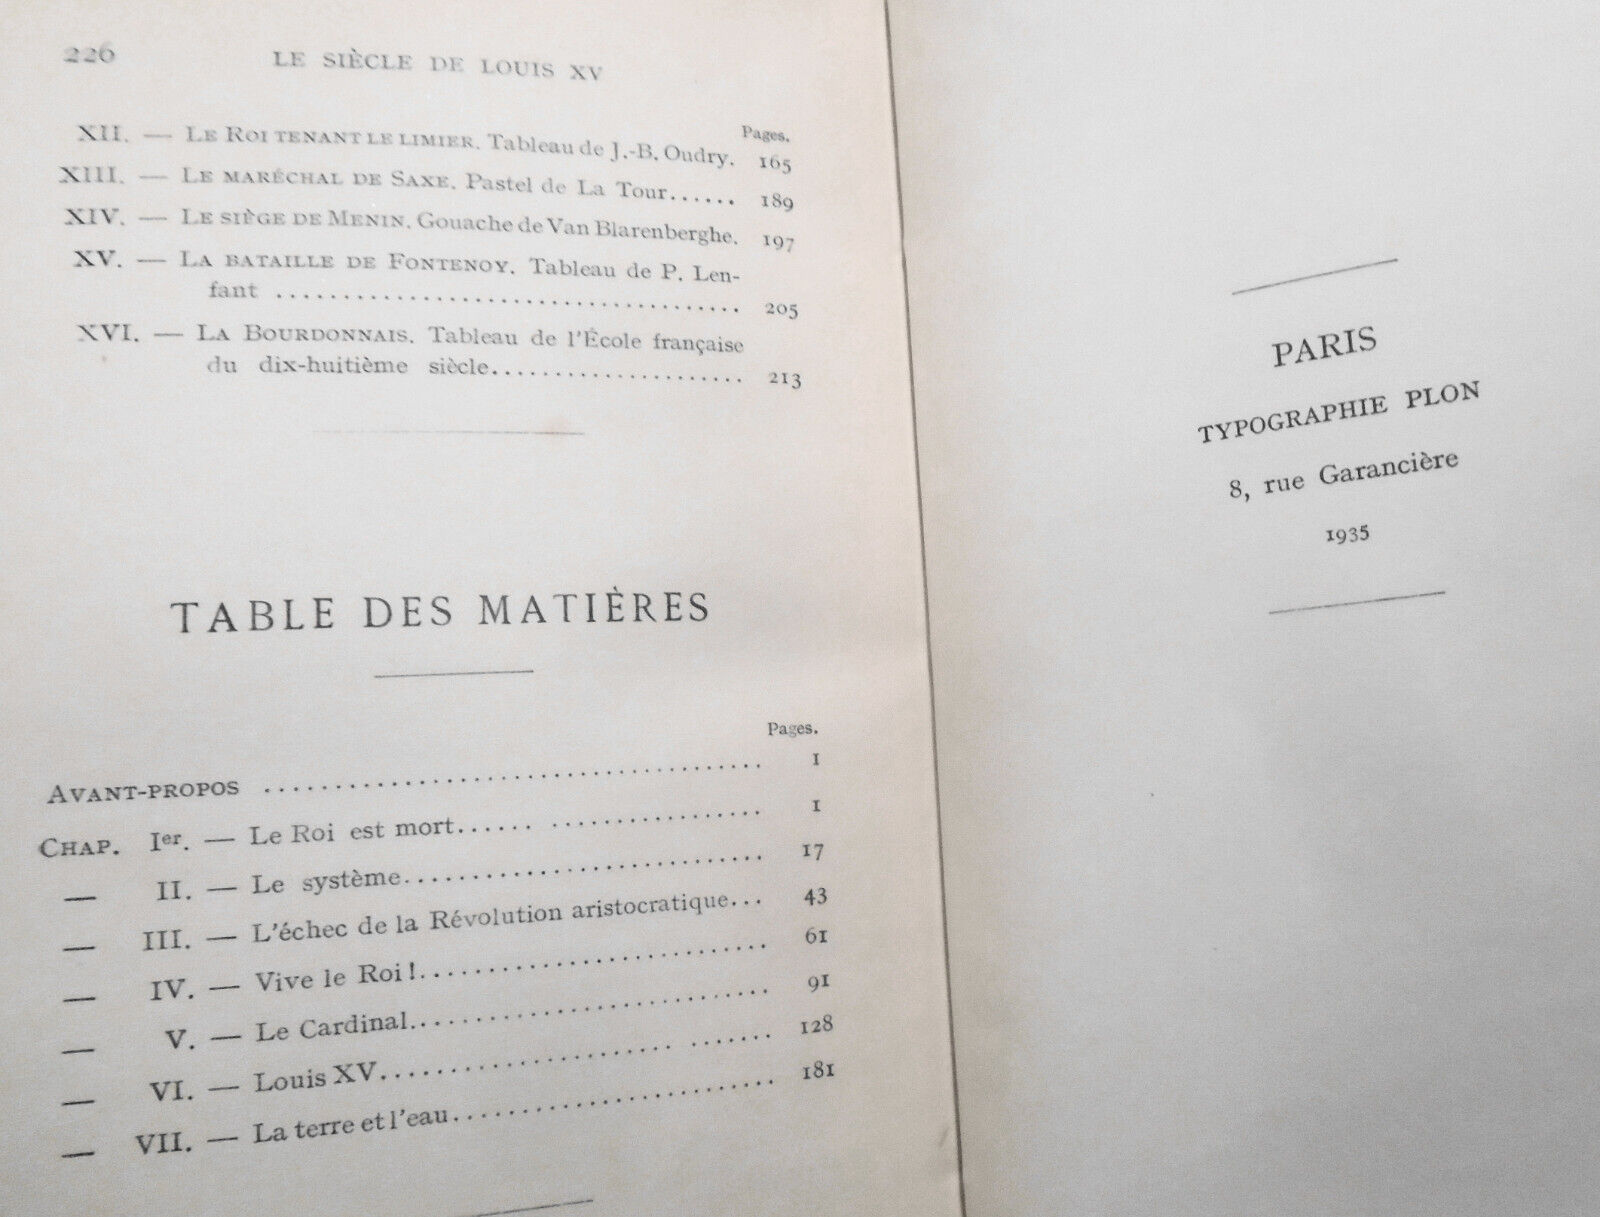 226 LE SIÈCLE DE LOUIS XV
Pages.
XII. — LE ROI TENANT LE LIMIER. Tableau de J.-B. Oudry. 165
XIII. — LE MARÉCHAL DE SAXE. Pastel de La Tour...... 189
XIV. — LE SIÈGE DE MENIN. Gouache de Van Blarenberghe. 197
XV. — LA BATAILLE DE FONTENOY. Tableau de P. Len-
fant ................................... 205
XVI. — LA BOURDONNAIS. Tableau de l'École française
du dix-huitième siècle.................... 213
TABLE DES MATIÈRES
Pages.
AVANT-PROPOS ................................... 1
CHAP. Ier. — Le Roi est mort...... ................ 1
— II. — Le système............................ 17
— III. — L'échec de la Révolution aristocratique... 43
— IV. — Vive le Roi!.......................... 61
— V. — Le Cardinal........................... 91
— VI. — Louis XV...................... ....... 128
— VII. — La terre et l'eau........................ 181
PARIS
TYPOGRAPHIE PLON
8, rue Garancière
1935